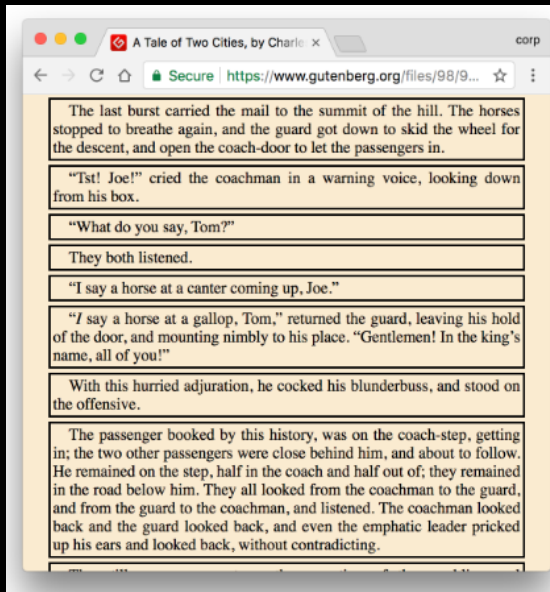 A Tale of Two Cities, by Charle
corp
Secure https://www.gutenberg.org/files/98/9...
The last burst carried the mail to the summit of the hill. The horses
stopped to breathe again, and the guard got down to skid the wheel for
the descent, and open the coach-door to let the passengers in.
“Tst! Joe!” cried the coachman in a warning voice, looking down
from his box.
“What do you say, Tom?”
They both listened.
“I say a horse at a canter coming up, Joe.”
“I say a horse at a gallop, Tom,” returned the guard, leaving his hold
of the door, and mounting nimbly to his place. “Gentlemen! In the king’s
name, all of you!”
With this hurried adjuration, he cocked his blunderbuss, and stood on
the offensive.
The passenger booked by this history, was on the coach-step, getting
in; the two other passengers were close behind him, and about to follow.
He remained on the step, half in the coach and half out of; they remained
in the road below him. They all looked from the coachman to the guard,
and from the guard to the coachman, and listened. The coachman looked
back and the guard looked back, and even the emphatic leader pricked
up his ears and looked back, without contradicting.